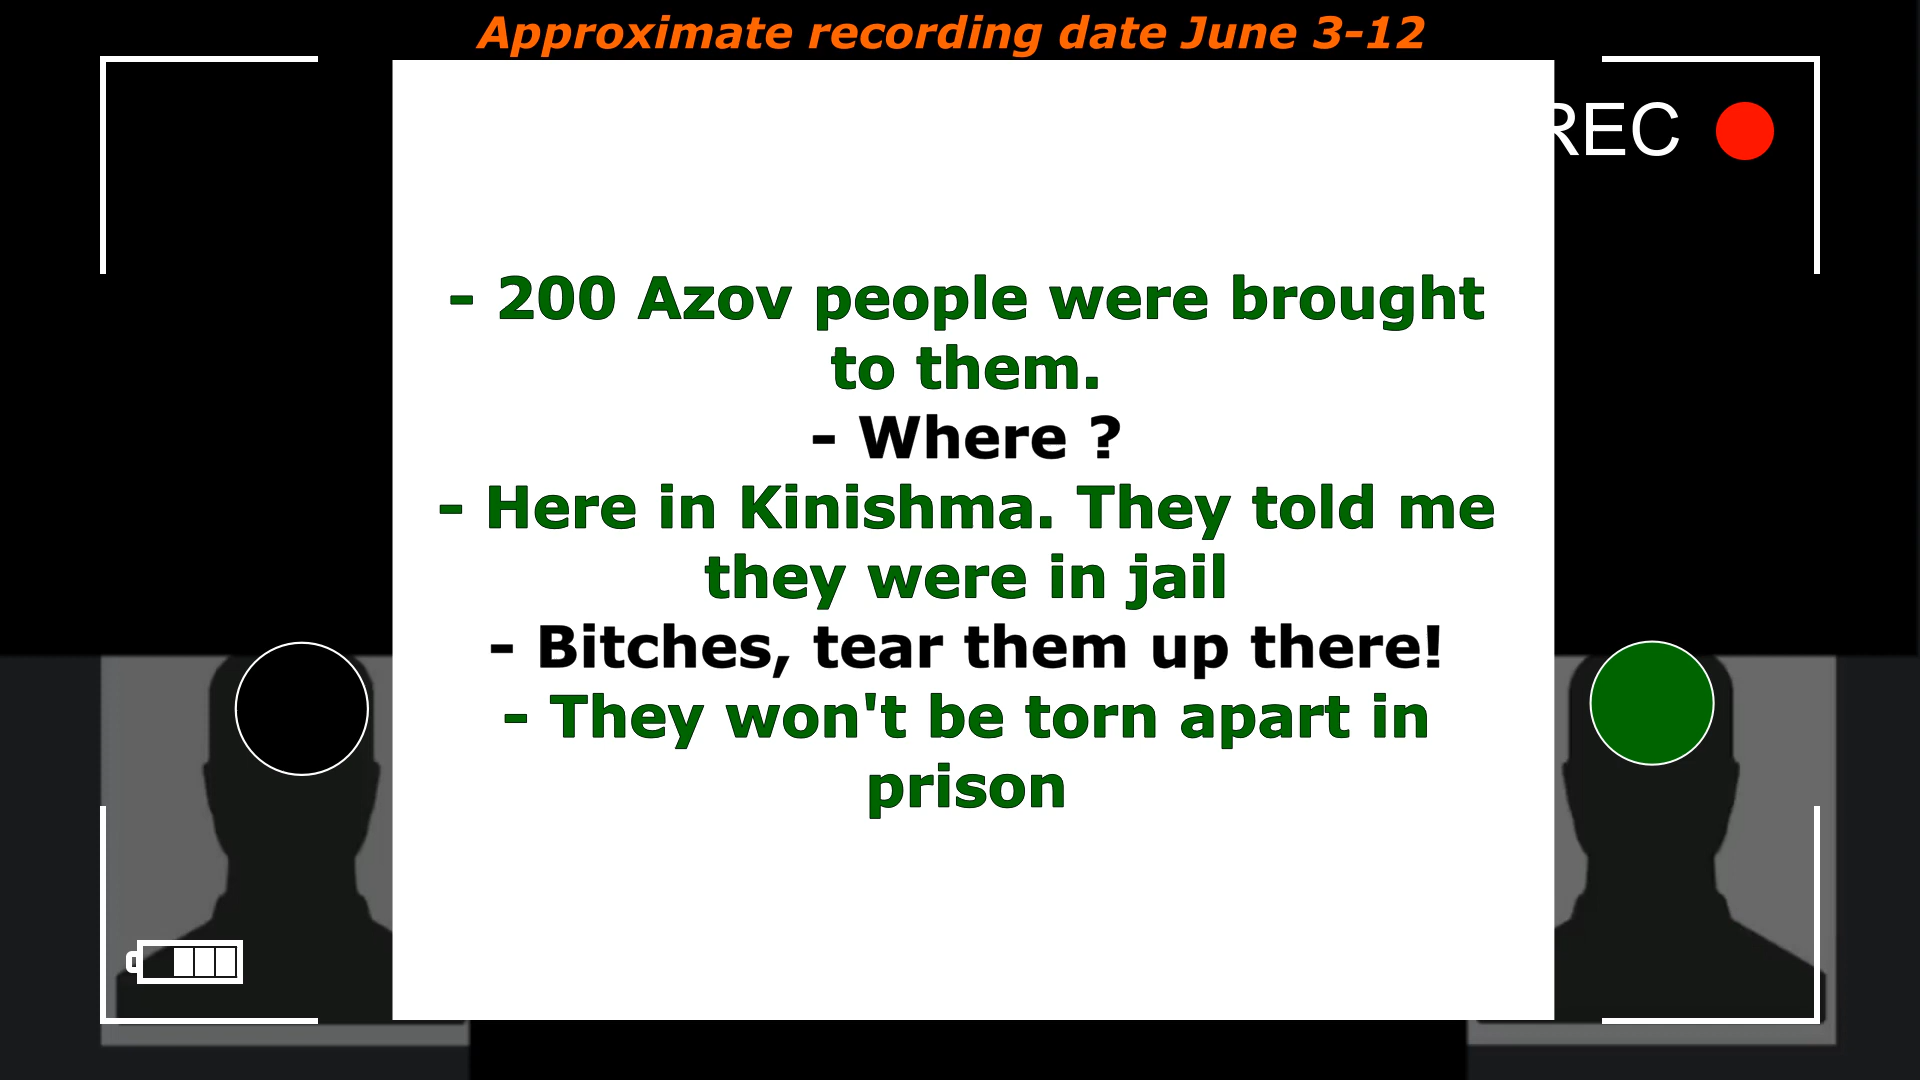 Approximate recording date June 3-12
REC
- 200 Azov people were brought
to them.
- Where ?
- Here in Kinishma. They told me
they were in jail
- Bitches, tear them up there!
- They won't be torn apart in
prison